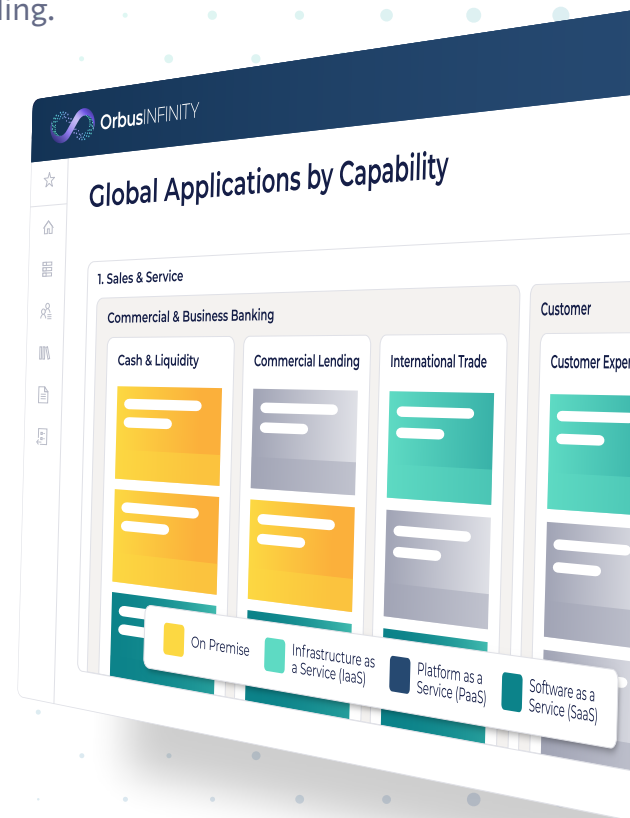 ling.
OrbusINFINITY
Global Applications by Capability
1. Sales & Service
Commercial & Business Banking
Customer
Cash & Liquidity
Commercial Lending
International Trade
Customer Exper
On Premise
Infrastructure as
a Service (IaaS)
Platform as a
Service (PaaS)
Software as a
Service (SaaS)